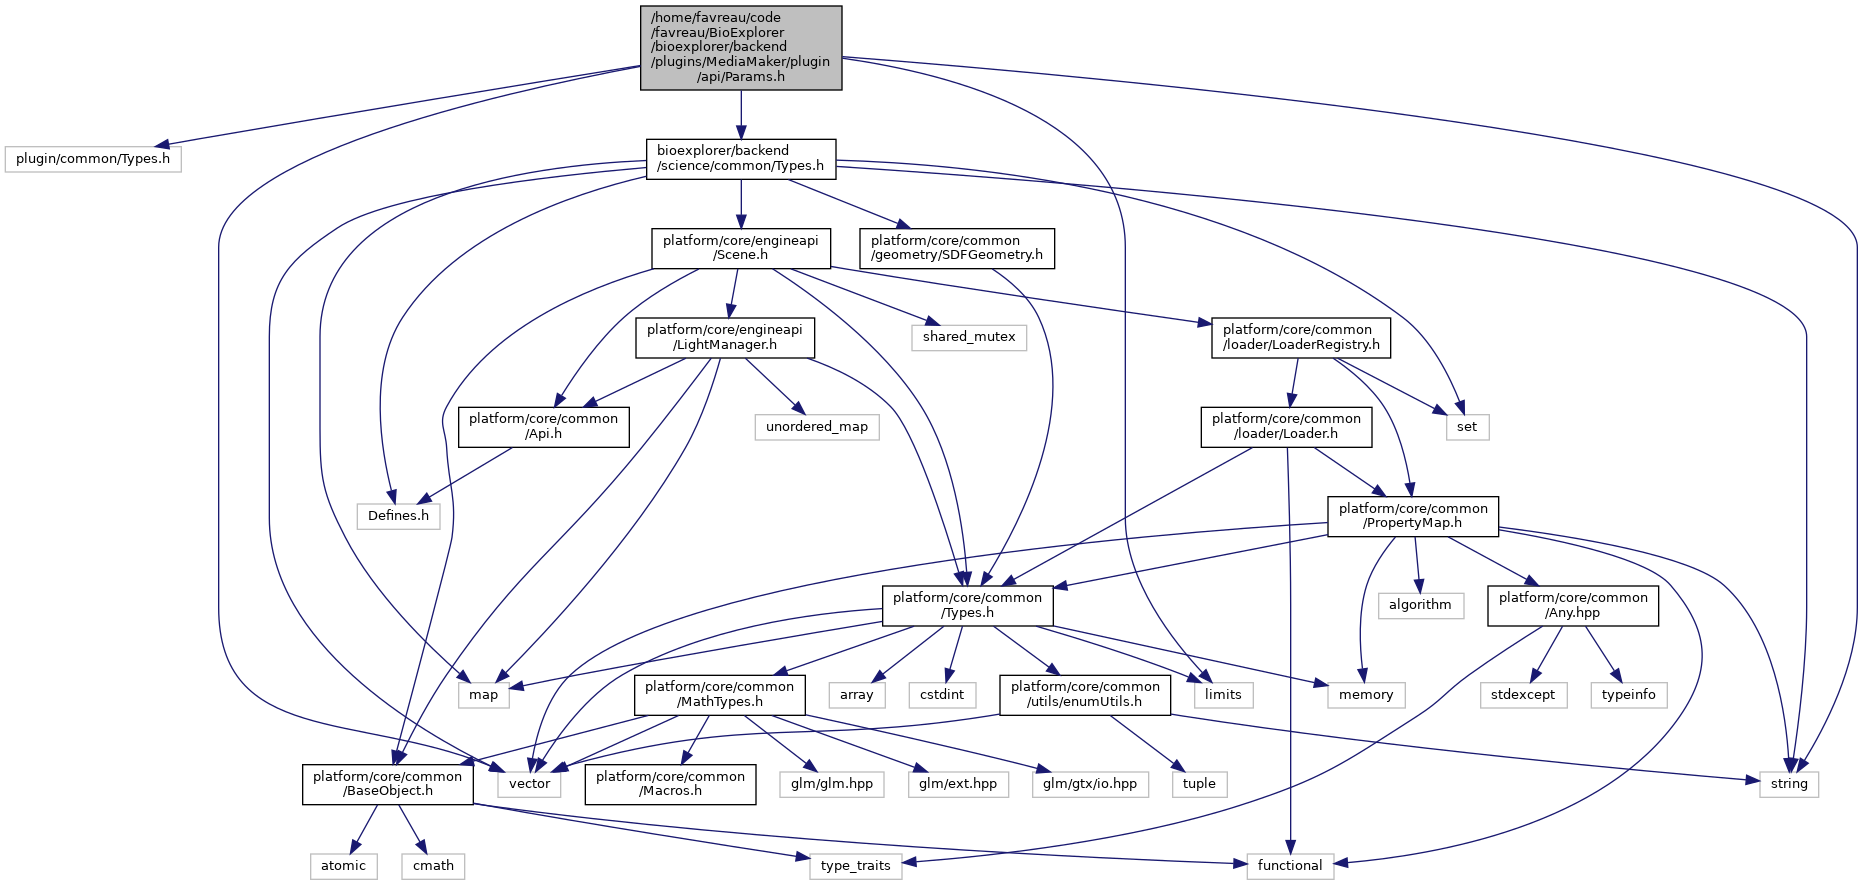 /home/favreau/code
/favreau/BioExplorer
/bioexplorer/backend
/plugins/MediaMaker/plugin
/api/Params.h
plugin/common/Types.h
bioexplorer/backend
/science/common/Types.h
platform/core/engineapi
/Scene.h
platform/core/common
/geometry/SDFGeometry.h
platform/core/engineapi
/LightManager.h
shared_mutex
platform/core/common
/loader/LoaderRegistry.h
platform/core/common
/Api.h
unordered_map
platform/core/common
/loader/Loader.h
set
Defines.h
platform/core/common
/PropertyMap.h
platform/core/common
/Types.h
algorithm
platform/core/common
/Any.hpp
map
platform/core/common
/MathTypes.h
array
cstdint
platform/core/common
/utils/enumUtils.h
limits
memory
stdexcept
typeinfo
platform/core/common
/BaseObject.h
vector
platform/core/common
/Macros.h
glm/glm.hpp
glm/ext.hpp
glm/gtx/io.hpp
tuple
string
atomic
cmath
type_traits
functional